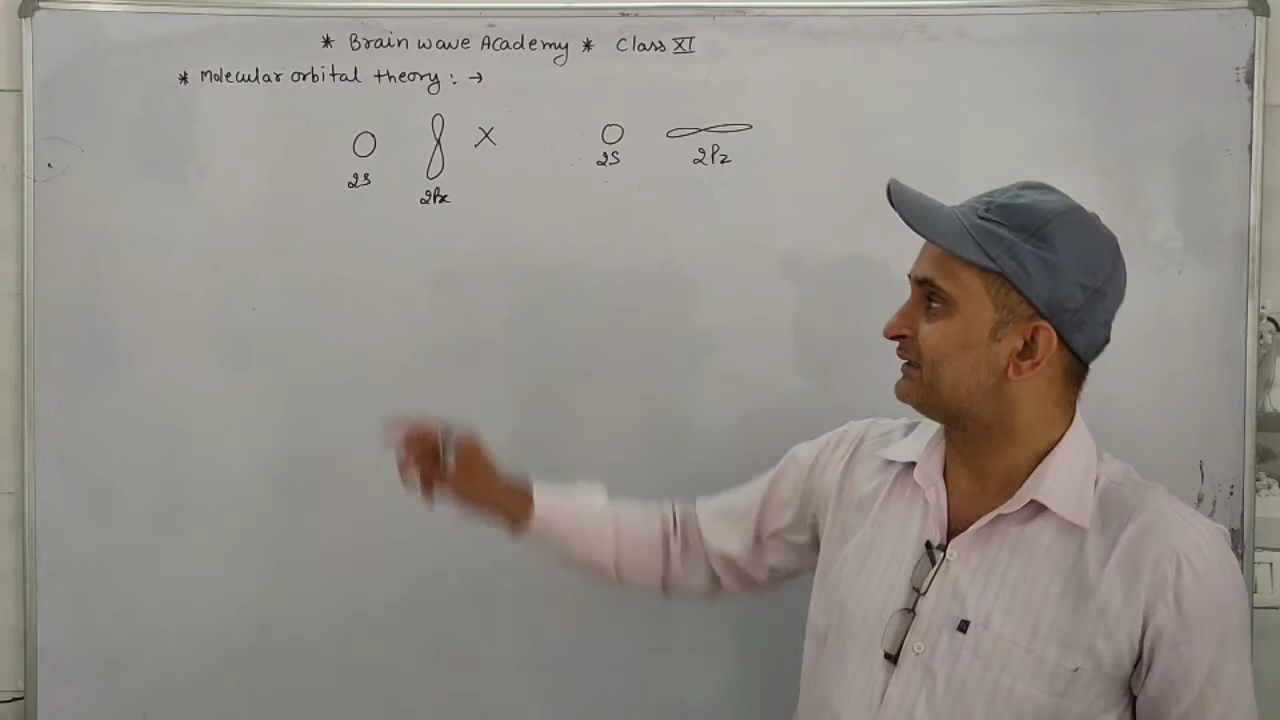 * Brain wave Academy * Class XI
* Molecular orbital theory : →
X
2S 2Px 2S 2Pz